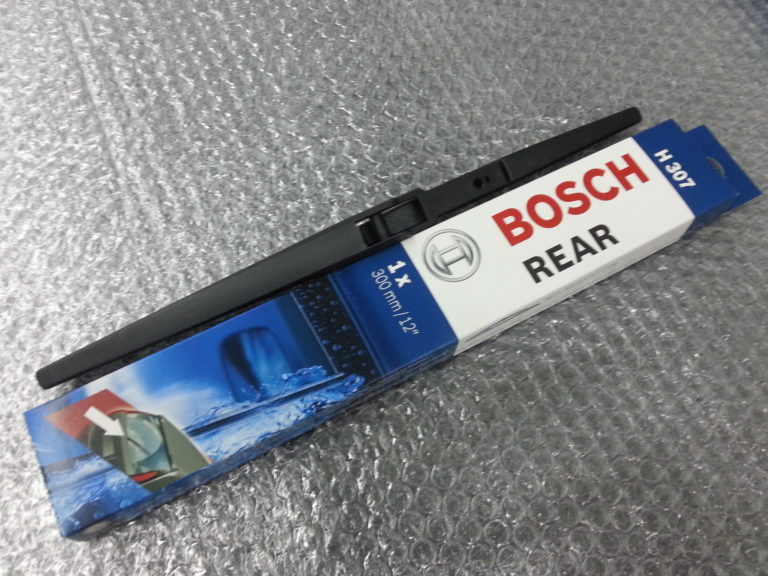 H 307
BOSCH
REAR
1 x
300 mm / 12"